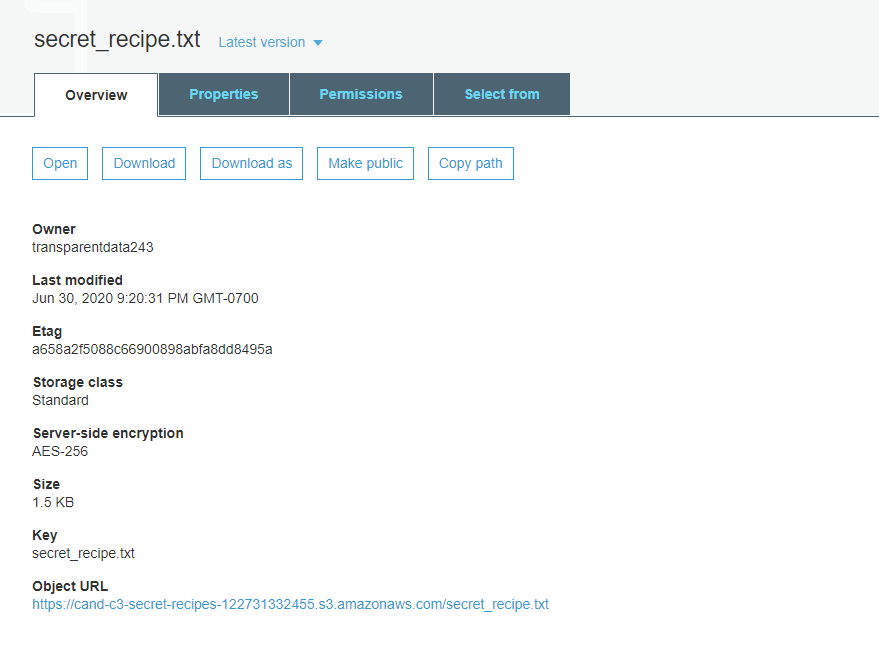 secret_recipe.txt Latest version
Overview Properties Permissions Select from
Open Download Download as Make public Copy path
Owner
transparentdata243
Last modified
Jun 30, 2020 9:20:31 PM GMT-0700
Etag
a658a2f5088c66900898abfa8dd8495a
Storage class
Standard
Server-side encryption
AES-256
Size
1.5 KB
Key
secret_recipe.txt
Object URL
https://cand-c3-secret-recipes-122731332455.s3.amazonaws.com/secret_recipe.txt